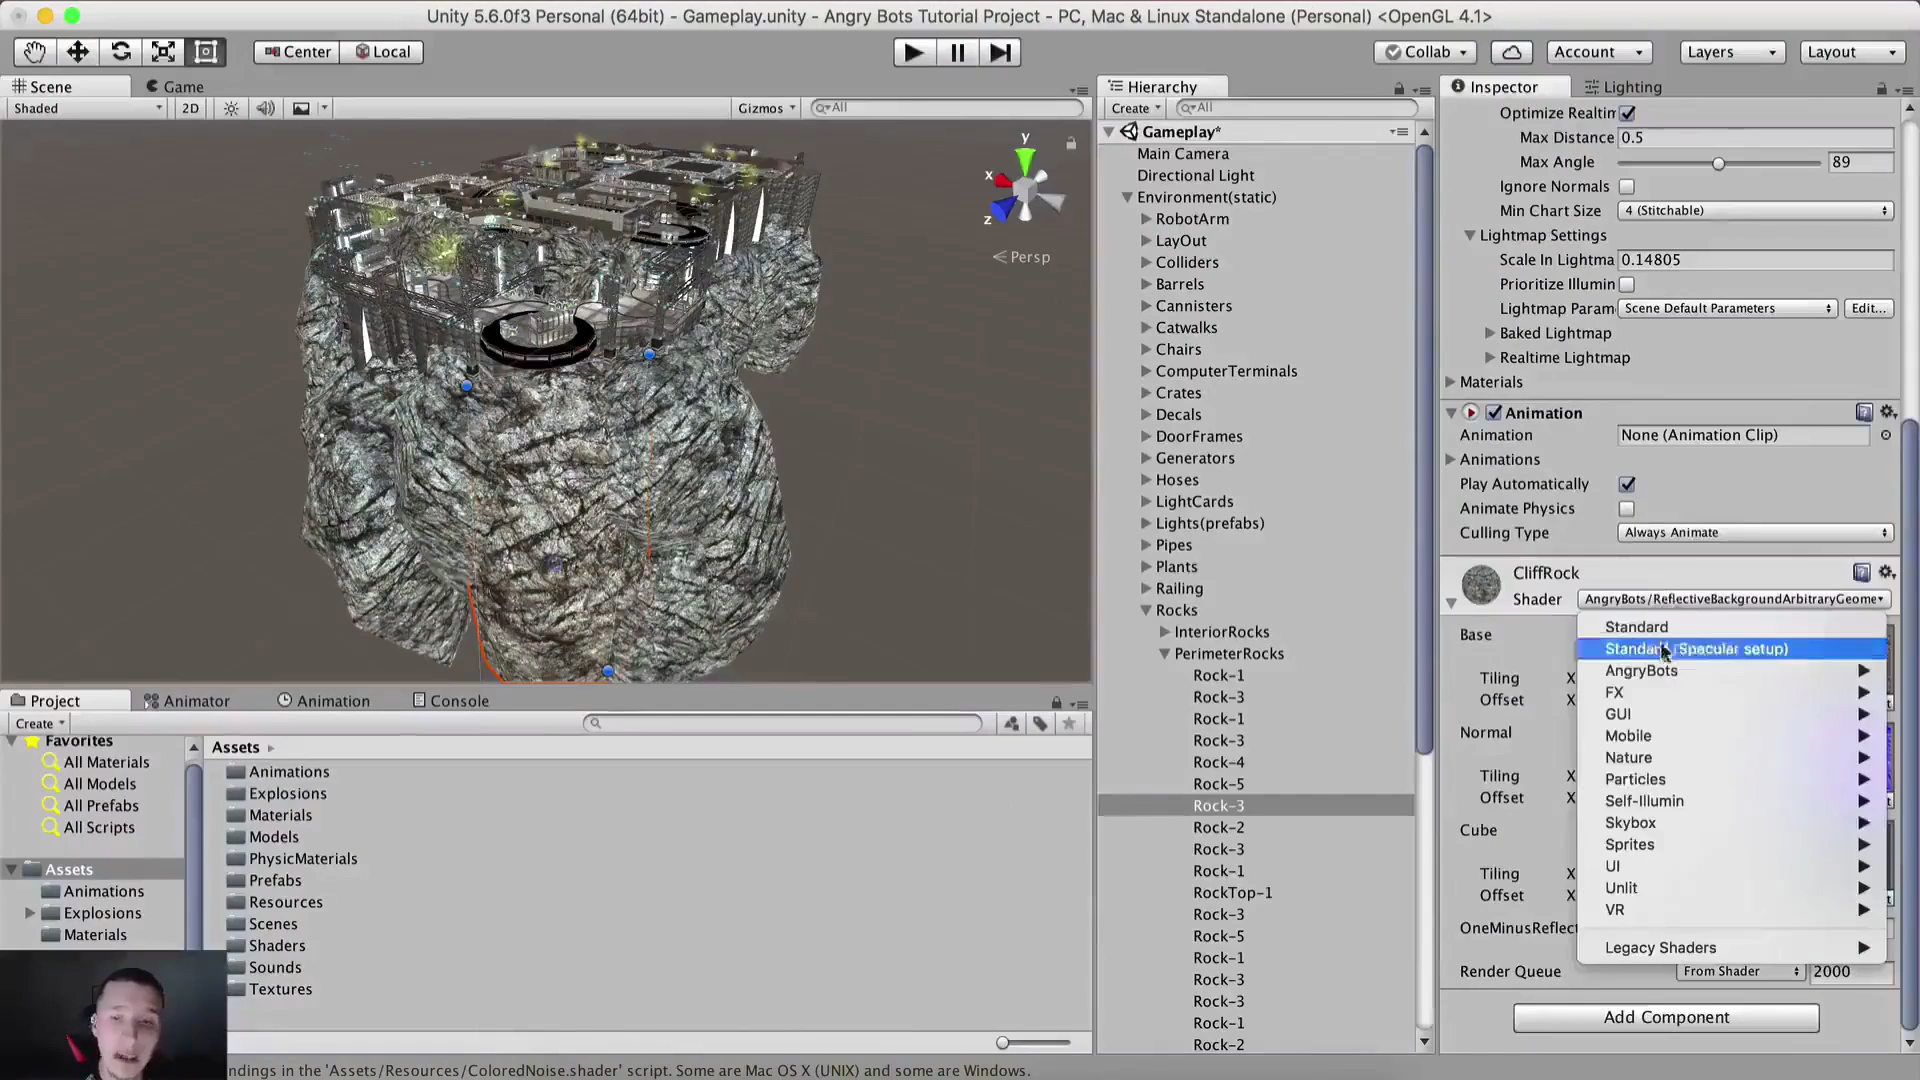 Unity 5.6.0f3 Personal (64bit) - Gameplay.unity - Angry Bots Tutorial Project - PC, Mac & Linux Standalone (Personal) <OpenGL 4.1>
Center Local Collab Account Layers Layout
Scene Game
Shaded 2D Gizmos All
y
x
z
Persp
Hierarchy
Create All
Gameplay*
Main Camera
Directional Light
Environment(static)
RobotArm
LayOut
Colliders
Barrels
Cannisters
Catwalks
Chairs
ComputerTerminals
Crates
Decals
DoorFrames
Generators
Hoses
LightCards
Lights(prefabs)
Pipes
Plants
Railing
Rocks
InteriorRocks
PerimeterRocks
Rock-1
Rock-3
Rock-1
Rock-3
Rock-4
Rock-5
Rock-3
Rock-2
Rock-3
Rock-1
RockTop-1
Rock-3
Rock-5
Rock-1
Rock-3
Rock-3
Rock-1
Rock-2
Inspector Lighting
Optimize Realtim
Max Distance 0.5
Max Angle 89
Ignore Normals
Min Chart Size 4 (Stitchable)
Lightmap Settings
Scale In Lightma 0.14805
Prioritize Illumin
Lightmap Param Scene Default Parameters Edit...
Baked Lightmap
Realtime Lightmap
Materials
Animation
Animation None (Animation Clip)
Animations
Play Automatically
Animate Physics
Culling Type Always Animate
CliffRock
Shader AngryBots/ReflectiveBackgroundArbitraryGeome
Base
Tiling X
Offset X
Normal
Tiling X
Offset X
Cube
Tiling X
Offset X
OneMinusReflect
Render Queue From Shader 2000
Add Component
Standard
Standard (Specular setup)
AngryBots
FX
GUI
Mobile
Nature
Particles
Self-Illumin
Skybox
Sprites
UI
Unlit
VR
Legacy Shaders
Project Animator Animation Console
Create
Favorites
All Materials
All Models
All Prefabs
All Scripts
Assets
Animations
Explosions
Materials
Assets
Animations
Explosions
Materials
Models
PhysicMaterials
Prefabs
Resources
Scenes
Shaders
Sounds
Textures
ndings in the 'Assets/Resources/ColoredNoise.shader' script. Some are Mac OS X (UNIX) and some are Windows.